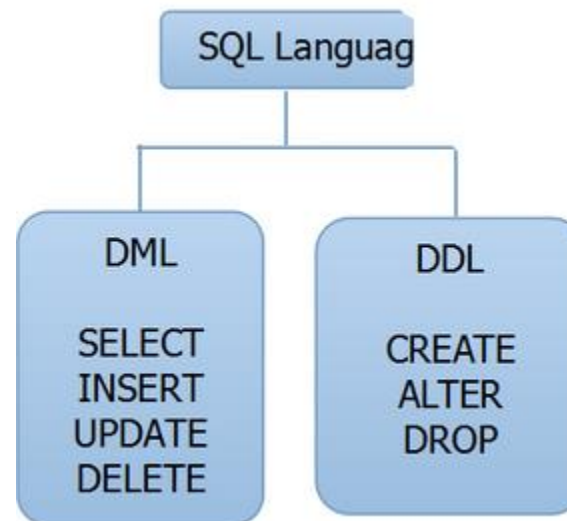 SQL Languag
DML
SELECT
INSERT
UPDATE
DELETE
DDL
CREATE
ALTER
DROP